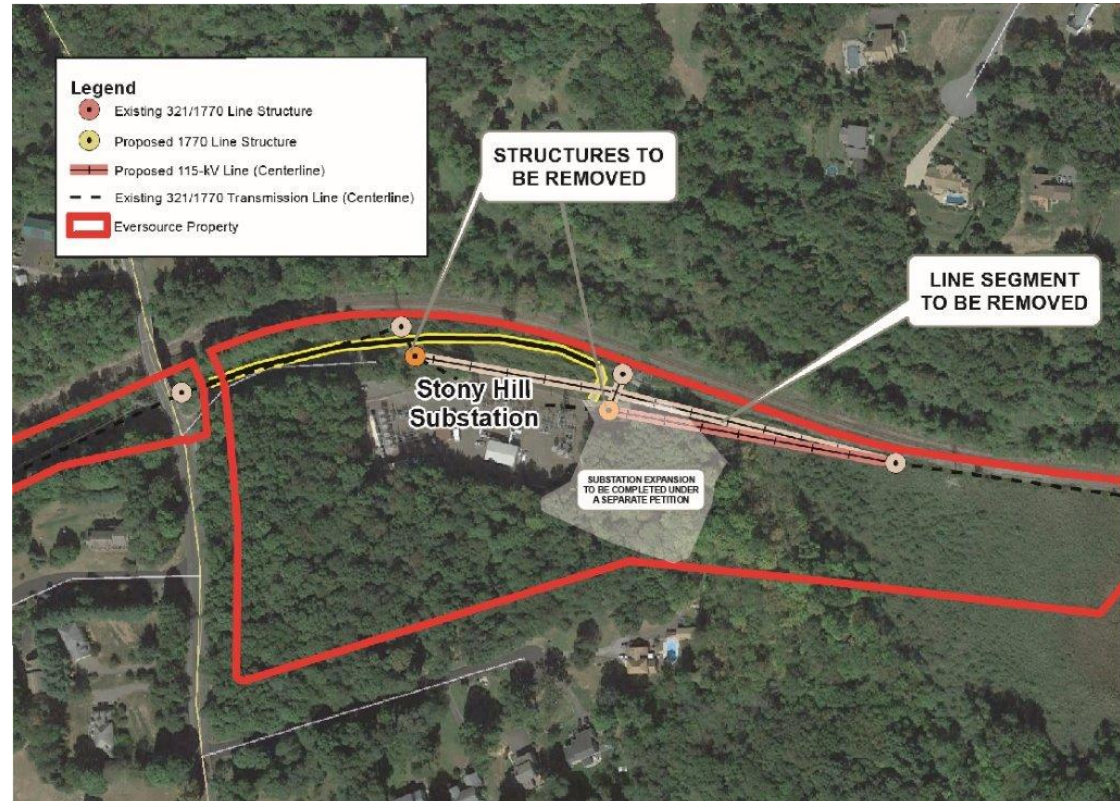 Legend
Existing 321/1770 Line Structure
Proposed 1770 Line Structure
Proposed 115-kV Line (Centerline)
Existing 321/1770 Transmission Line (Centerline)
Eversource Property
STRUCTURES TO
BE REMOVED
LINE SEGMENT
TO BE REMOVED
Stony Hill
Substation
SUBSTATION EXPANSION
TO BE COMPLETED UNDER
A SEPARATE PETITION